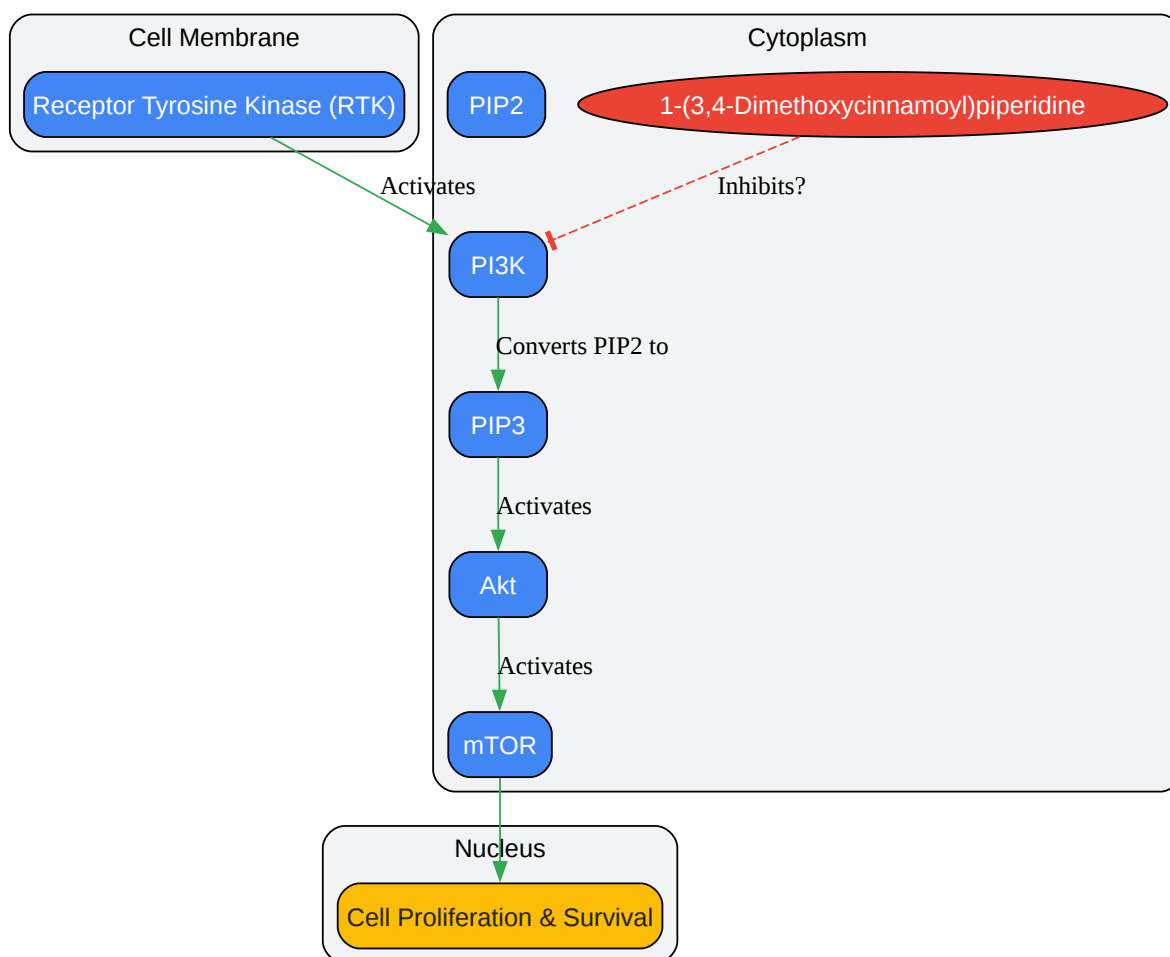 Cell Membrane
Cytoplasm
Receptor Tyrosine Kinase (RTK)
PIP2
1-(3,4-Dimethoxycinnamoyl)piperidine
Activates
Inhibits?
PI3K
Converts PIP2 to
PIP3
Activates
Akt
Activates
mTOR
Nucleus
Cell Proliferation & Survival